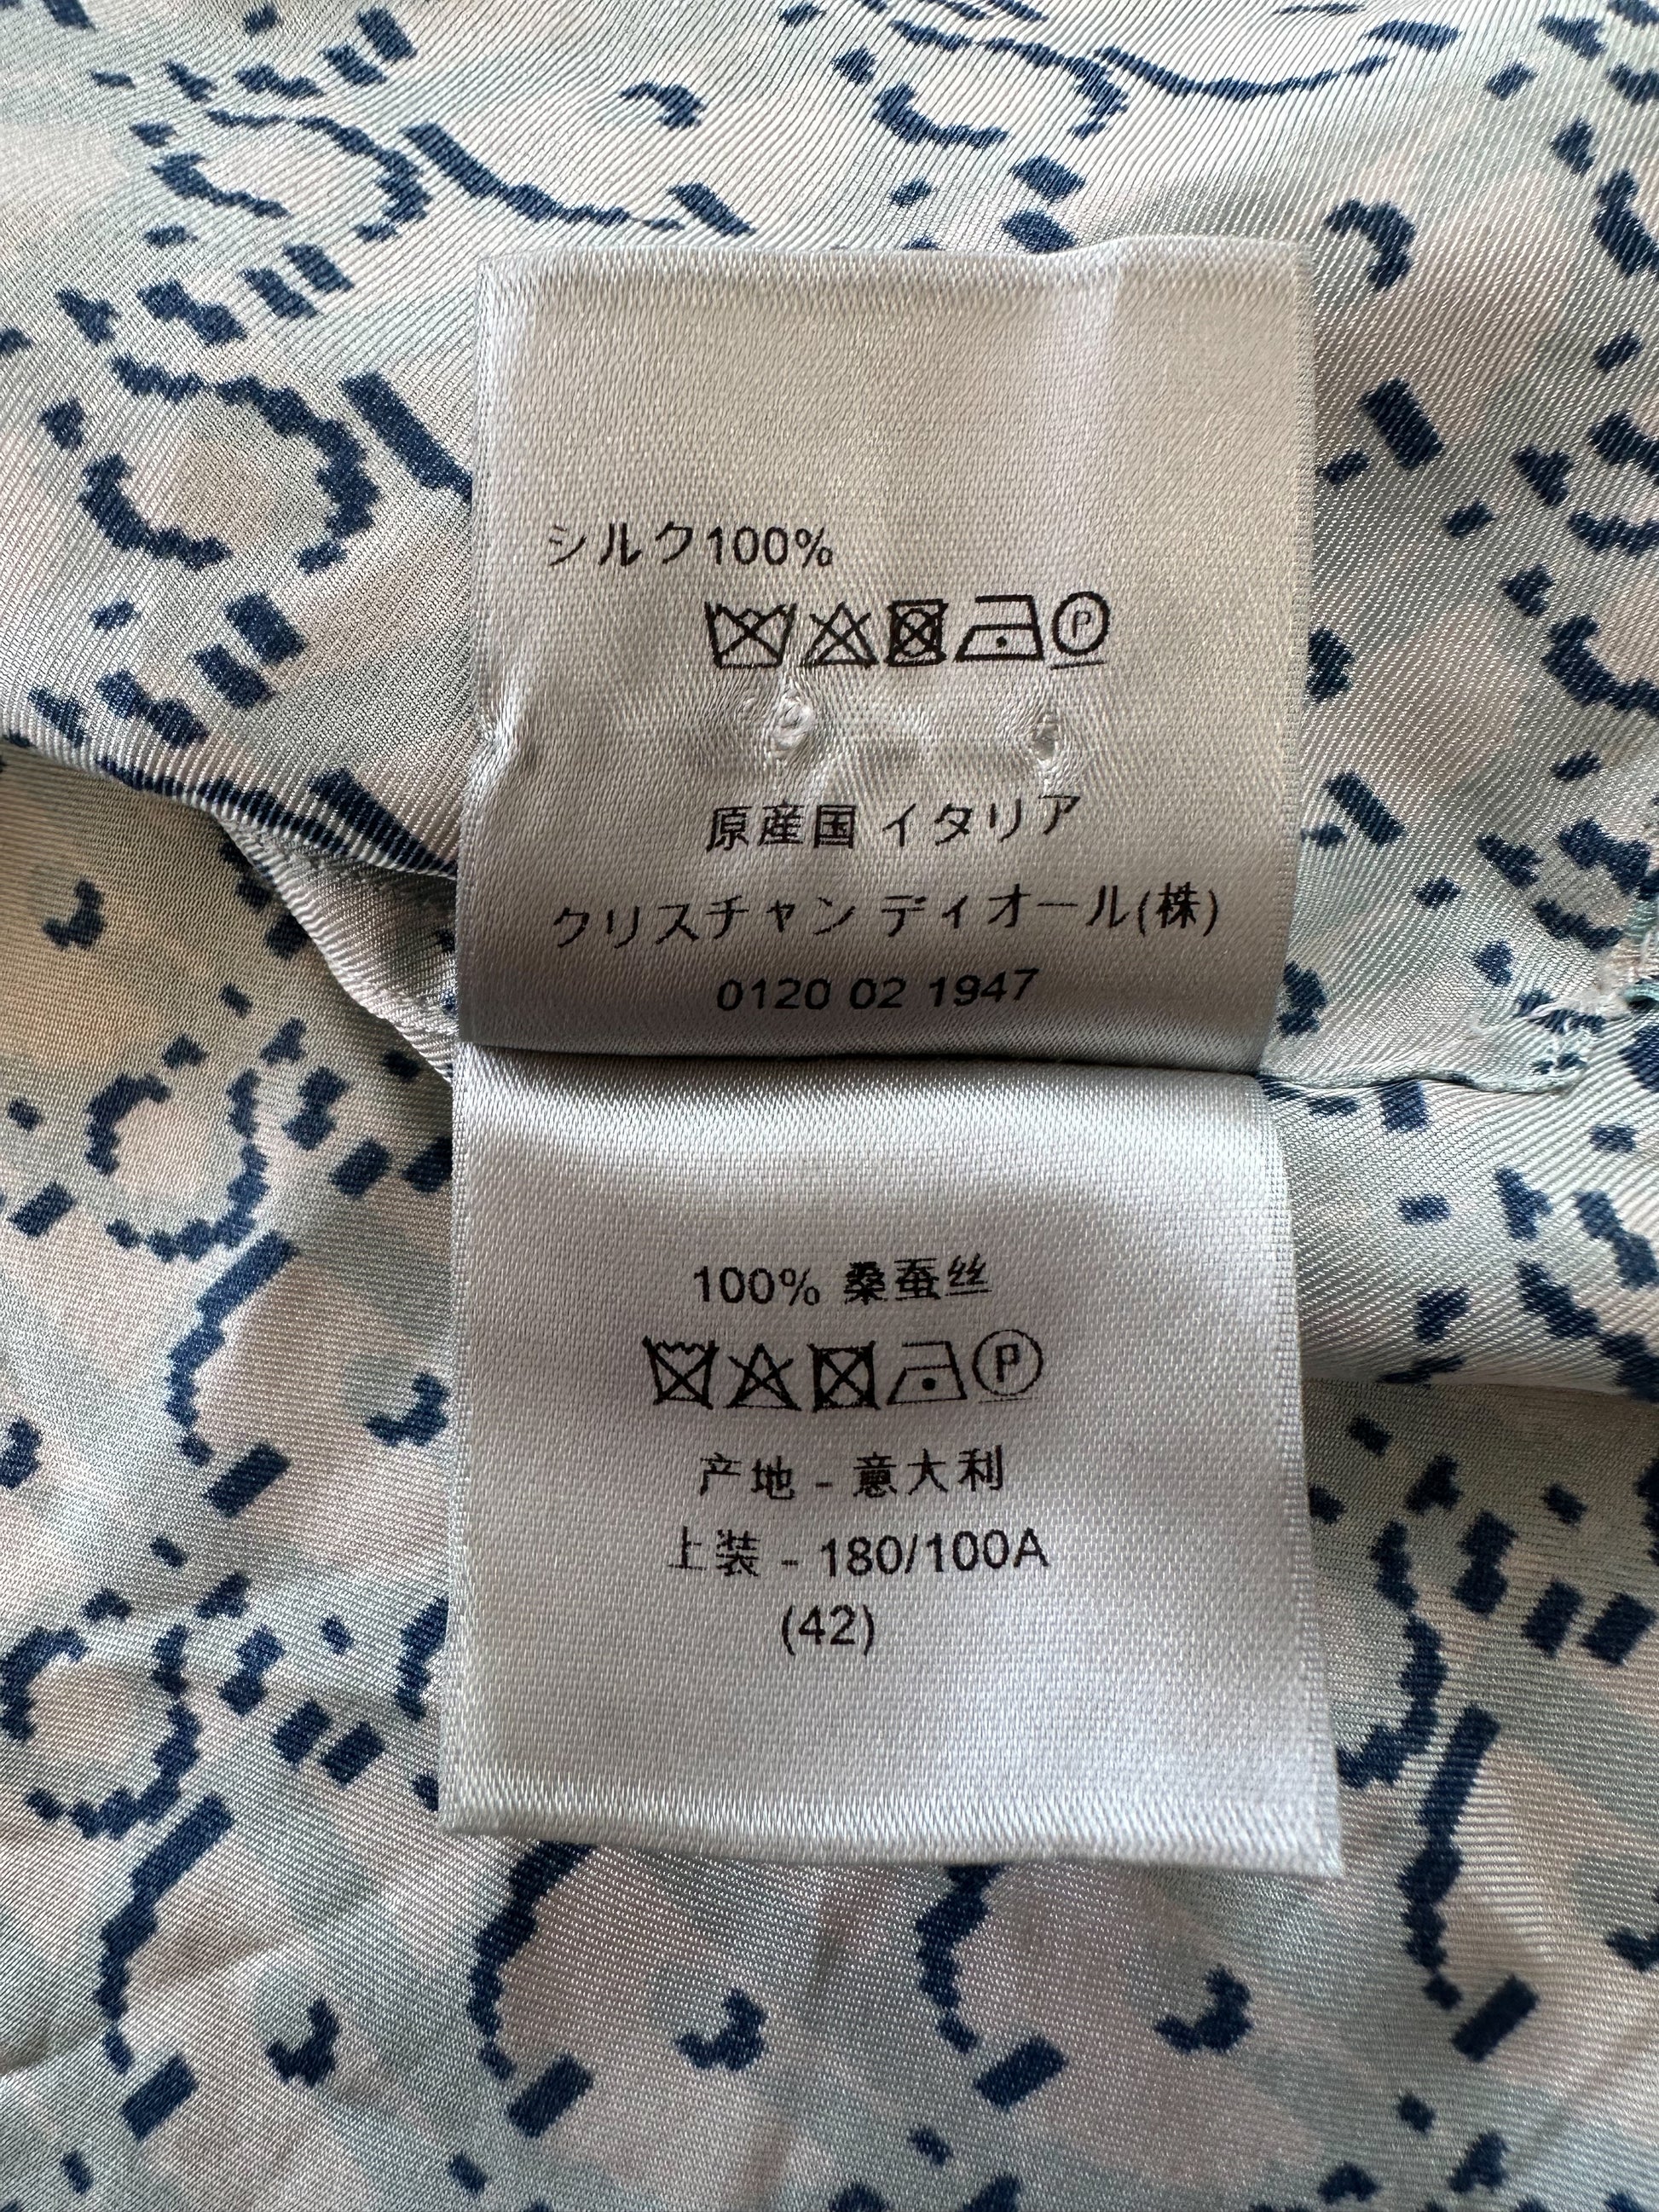 シルク100%
P
原産国 イタリア
クリスチャン ディオール(株)
0120 02 1947
100% 桑蚕丝
P
产地 - 意大利
上装 - 180/100A
(42)